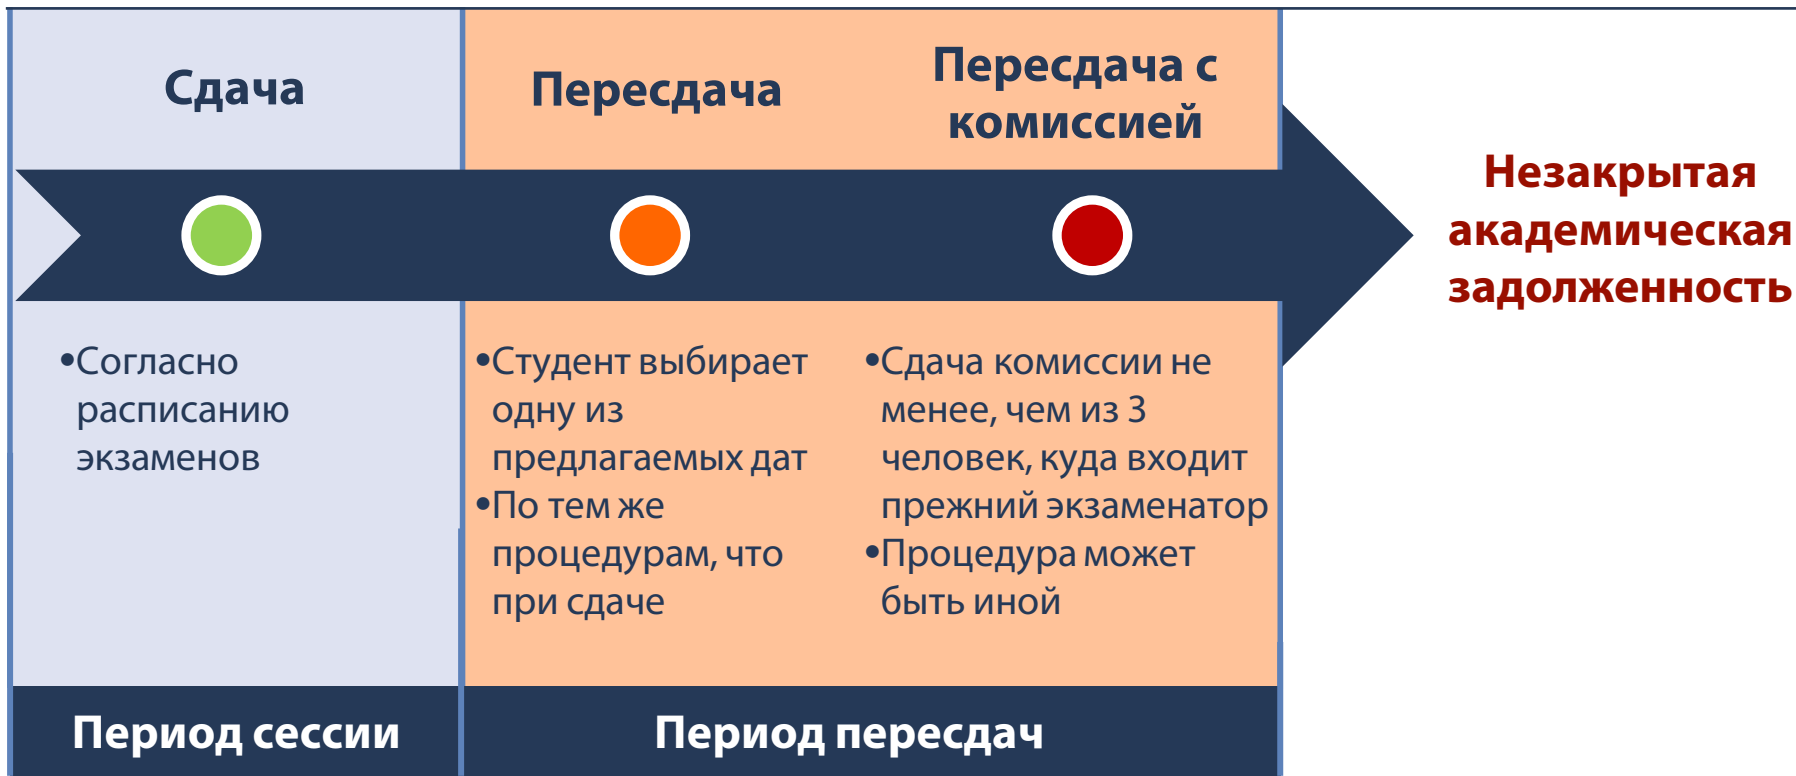 Сдача
Пересдача
Пересдача с
комиссией
Незакрытая
академическая
задолженность
•Согласно
расписанию
экзаменов
•Студент выбирает
одну из
предлагаемых дат
•По тем же
процедурам, что
при сдаче
•Сдача комиссии не
менее, чем из 3
человек, куда входит
прежний экзаменатор
•Процедура может
быть иной
Период сессии
Период пересдач